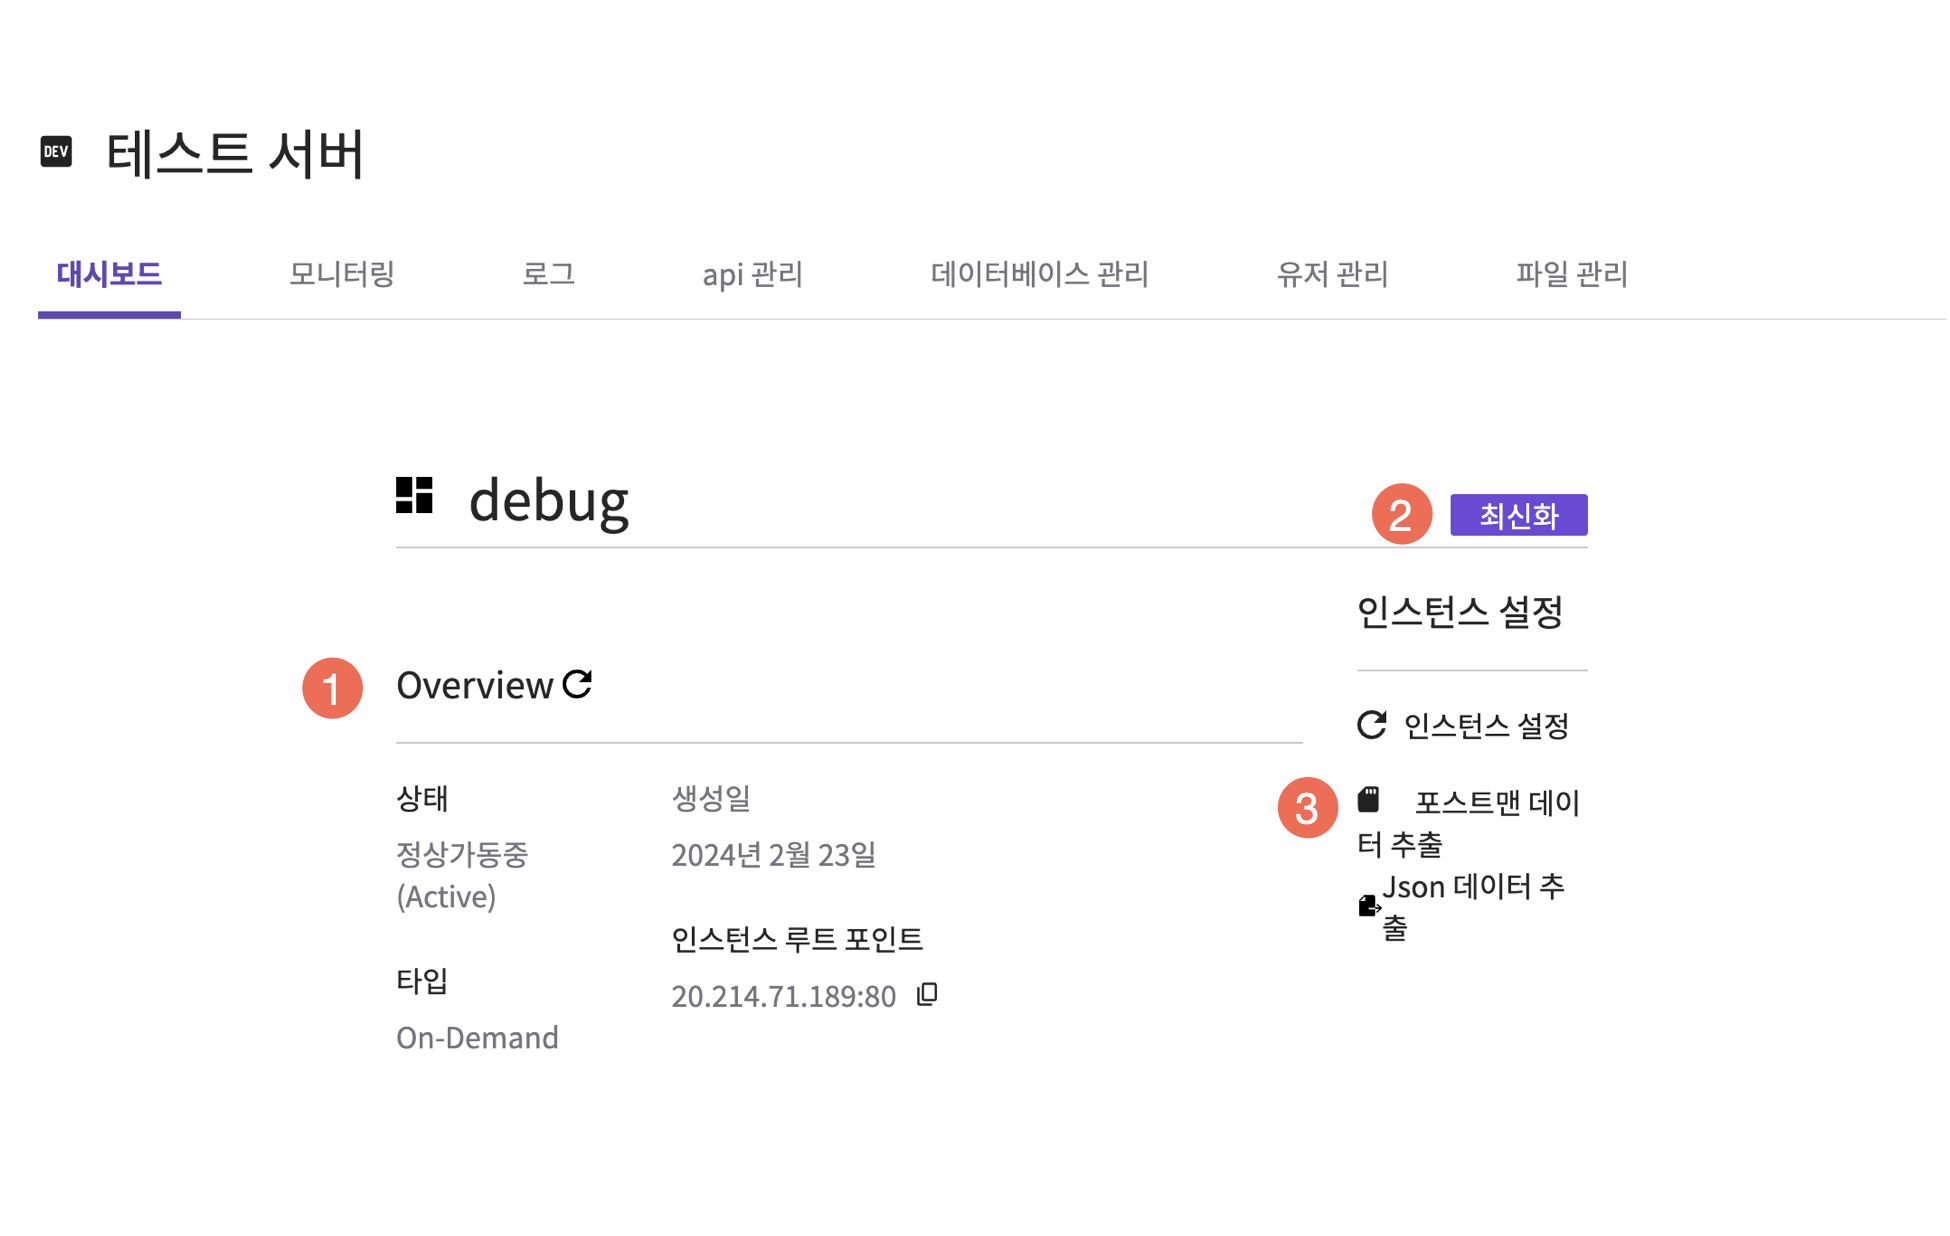 DEV 테스트 서버
대시보드 모니터링 로그 api 관리 데이터베이스 관리 유저 관리 파일 관리
debug
2 최신화
인스턴스 설정
1 Overview
인스턴스 설정
상태
정상가동중
(Active)
생성일
2024년 2월 23일
3 포스트맨 데이
터 추출
Json 데이터 추
출
타입
On-Demand
인스턴스 루트 포인트
20.214.71.189:80